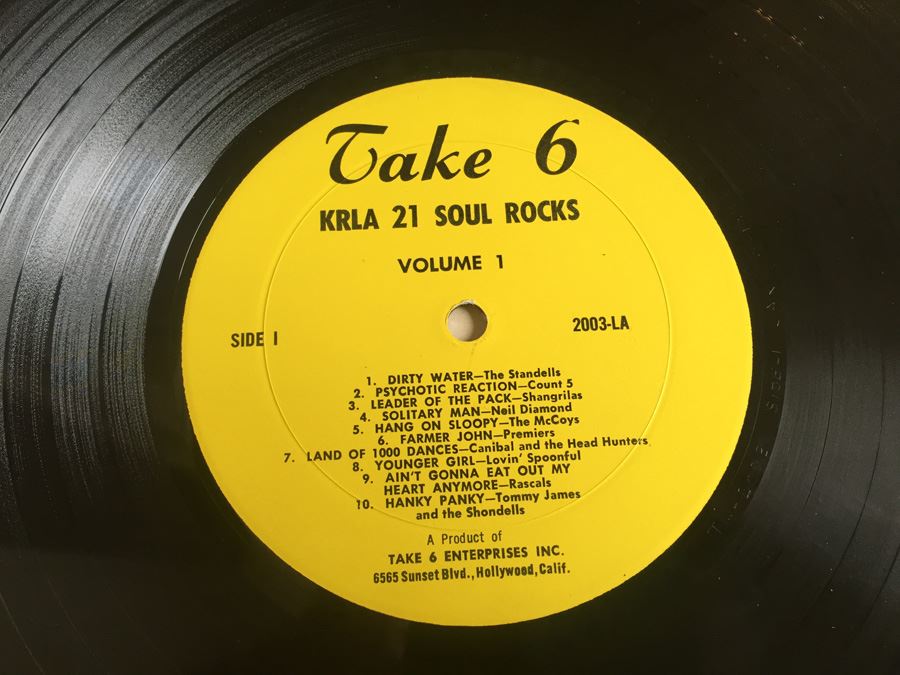 Take 6
KRLA 21 SOUL ROCKS
VOLUME 1
SIDE I
2003-LA
1. DIRTY WATER—The Standells
2. PSYCHOTIC REACTION—Count 5
3. LEADER OF THE PACK—Shangrilas
4. SOLITARY MAN—Neil Diamond
5. HANG ON SLOOPY—The McCoys
6. FARMER JOHN—Premiers
7. LAND OF 1000 DANCES—Canibal and the Head Hunters
8. YOUNGER GIRL—Lovin' Spoonful
9. AIN'T GONNA EAT OUT MY
HEART ANYMORE—Rascals
10. HANKY PANKY—Tommy James
and the Shondells
A Product of
TAKE 6 ENTERPRISES INC.
6565 Sunset Blvd., Hollywood, Calif.